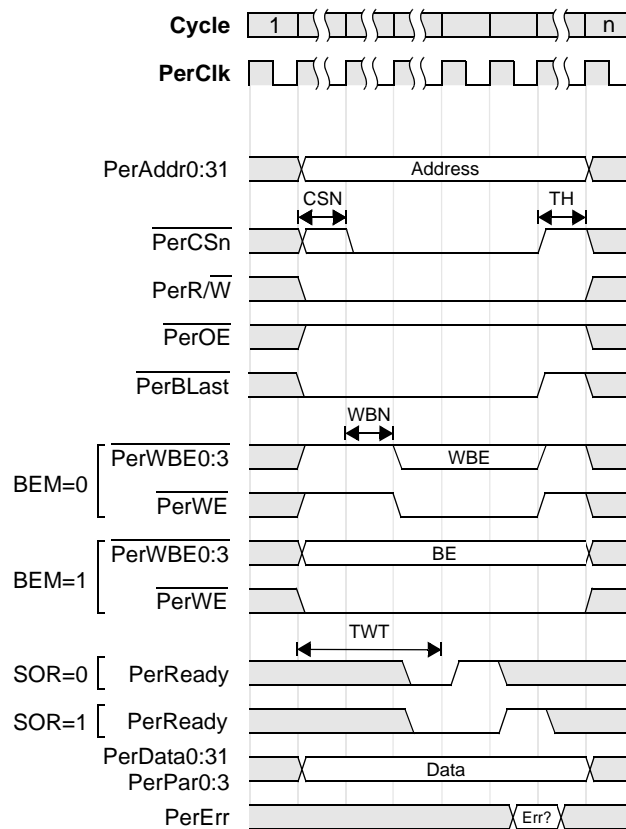 Cycle 1 n
PerClk
PerAddr0:31 Address
CSN TH
PerCSn
PerR/W
PerOE
PerBLast
WBN
BEM=0 PerWBE0:3 WBE
PerWE
BEM=1 PerWBE0:3 BE
PerWE
TWT
SOR=0 PerReady
SOR=1 PerReady
PerData0:31 Data
PerPar0:3
PerErr Err?